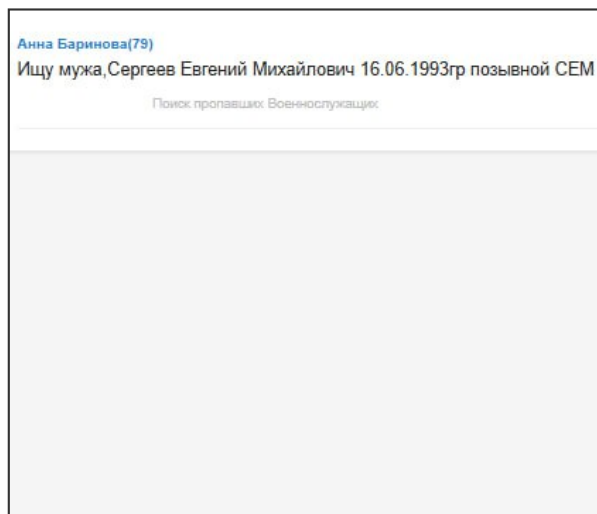 Анна Баринова(79)
Ищу мужа,Сергеев Евгений Михайлович 16.06.1993гр позывной СЕМ
Поиск пропавших Военнослужащих